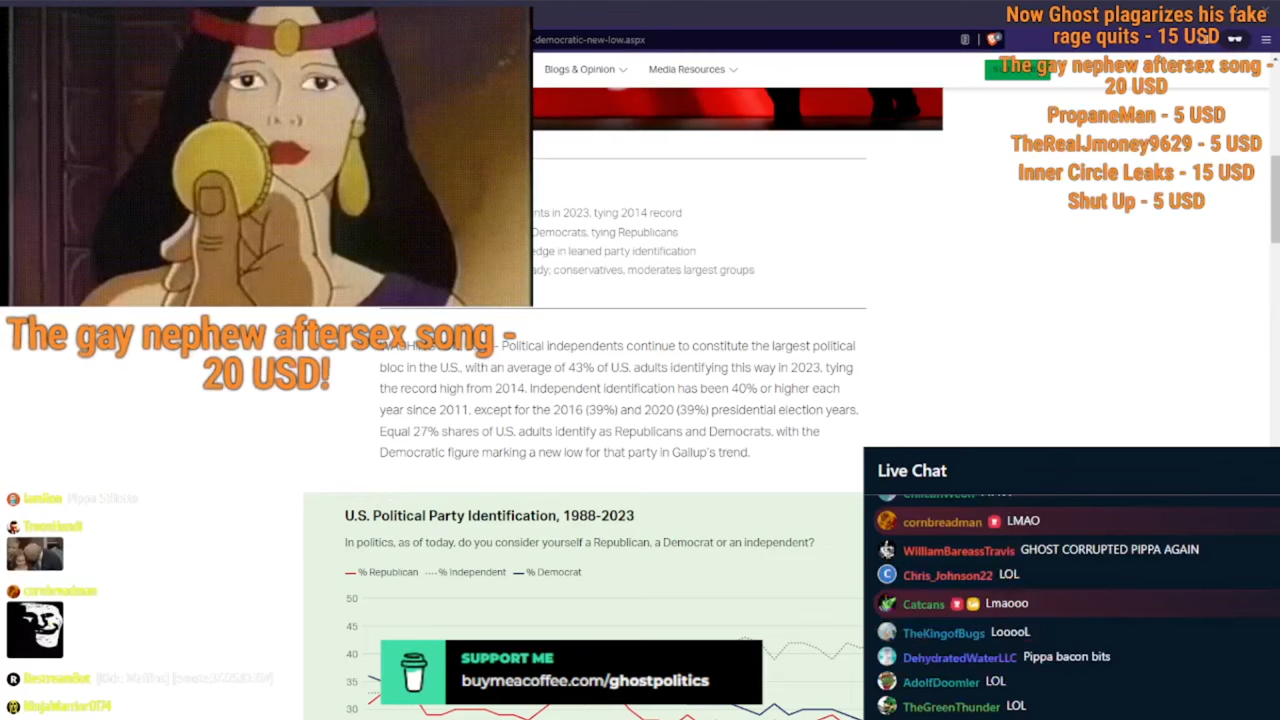 -democratic-new-low.aspx
Blogs & Opinion
Media Resources
Now Ghost plagarizes his fake
rage quits - 15 USD
The gay nephew aftersex song -
20 USD
PropaneMan - 5 USD
TheRealJmoney9629 - 5 USD
Inner Circle Leaks - 15 USD
Shut Up - 5 USD
nts in 2023, tying 2014 record
Democrats, tying Republicans
edge in leaned party identification
ady; conservatives, moderates largest groups
The gay nephew aftersex song -
20 USD!
– Political independents continue to constitute the largest political
bloc in the U.S., with an average of 43% of U.S. adults identifying this way in 2023, tying
the record high from 2014. Independent identification has been 40% or higher each
year since 2011, except for the 2016 (39%) and 2020 (39%) presidential election years.
Equal 27% shares of U.S. adults identify as Republicans and Democrats, with the
Democratic figure marking a new low for that party in Gallup's trend.
U.S. Political Party Identification, 1988-2023
In politics, as of today, do you consider yourself a Republican, a Democrat or an independent?
% Republican % Independent % Democrat
50
45
40
35
30
SUPPORT ME
buymeacoffee.com/ghostpolitics
cornbreadman
RestreamBot
NinjaWarrior0174
Live Chat
cornbreadman LMAO
WilliamBareassTravis GHOST CORRUPTED PIPPA AGAIN
Chris_Johnson22 LOL
Catcans Lmaooo
TheKingofBugs LooooL
DehydratedWaterLLC Pippa bacon bits
AdolfDoomler LOL
TheGreenThunder LOL